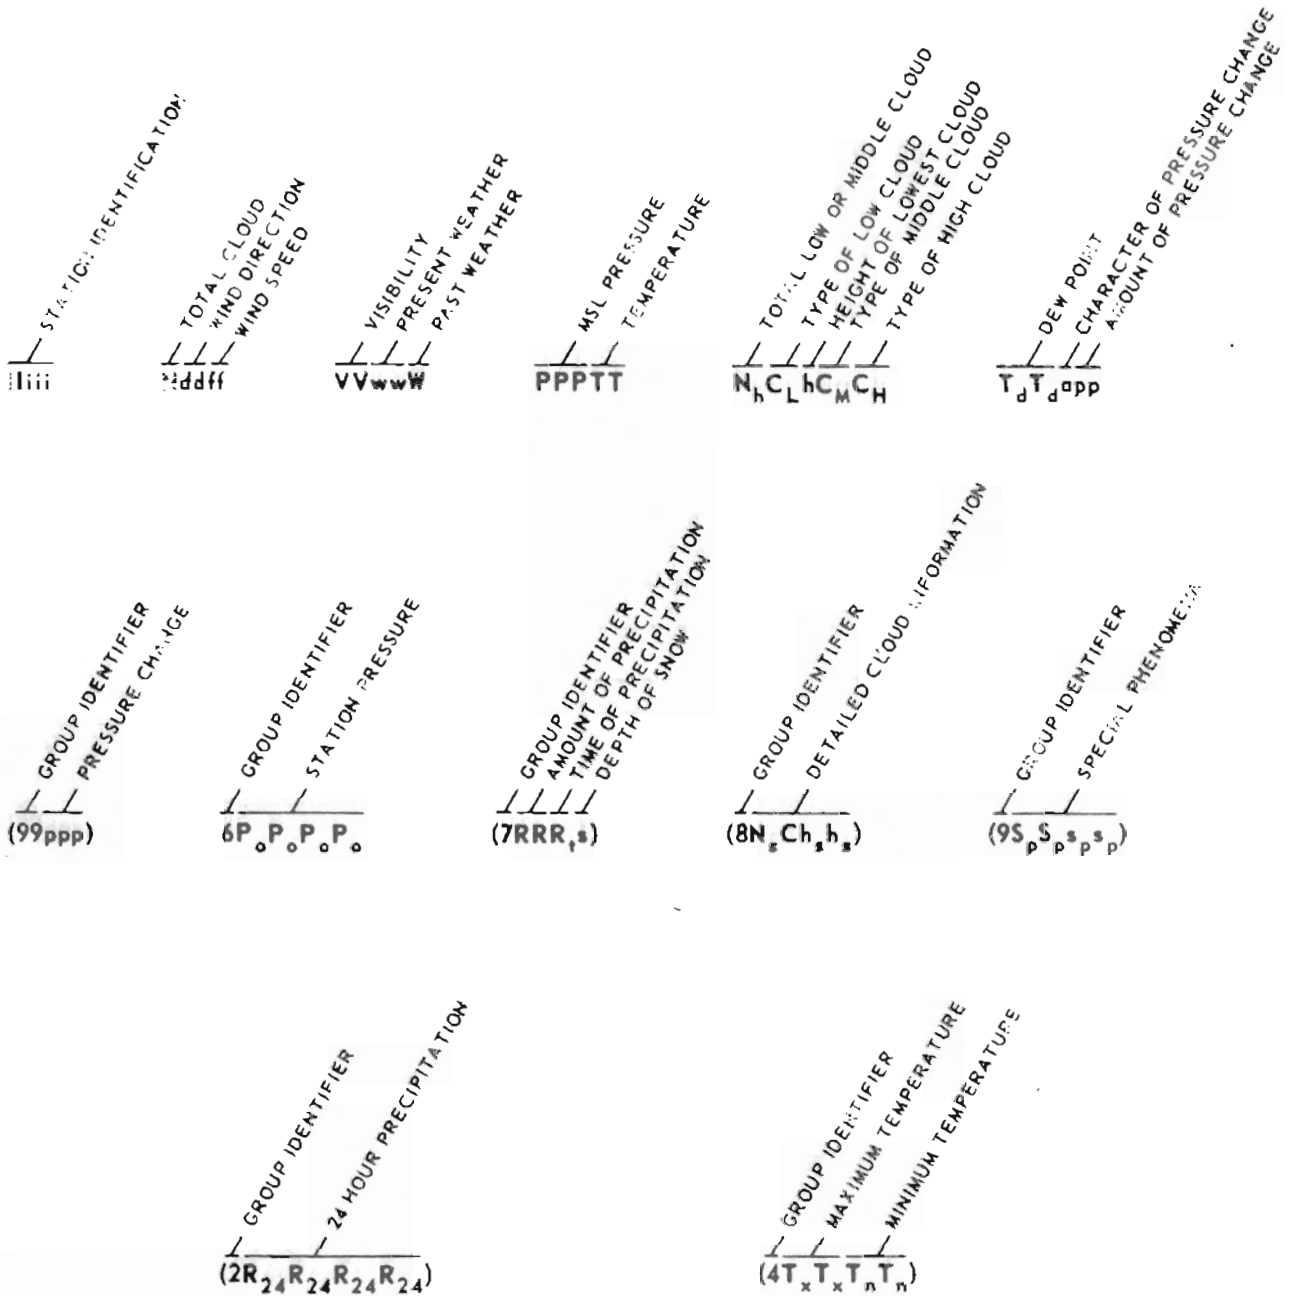 STATION IDENTIFICATION
IIiii
TOTAL CLOUD
WIND DIRECTION
WIND SPEED
Nddff
VISIBILITY
PRESENT WEATHER
PAST WEATHER
VVwwW
MSL PRESSURE
TEMPERATURE
PPPTT
TOTAL LOW OR MIDDLE CLOUD
TYPE OF LOW CLOUD
HEIGHT OF LOWEST CLOUD
TYPE OF MIDDLE CLOUD
TYPE OF HIGH CLOUD
NhCLhCMCH
DEW POINT
CHARACTER OF PRESSURE CHANGE
AMOUNT OF PRESSURE CHANGE
TdTdapp
GROUP IDENTIFIER
PRESSURE CHANGE
(99ppp)
GROUP IDENTIFIER
STATION PRESSURE
6PoPoPoPo
GROUP IDENTIFIER
AMOUNT OF PRECIPITATION
TIME OF PRECIPITATION
DEPTH OF SNOW
(7RRRts)
GROUP IDENTIFIER
DETAILED CLOUD INFORMATION
(8NsChshs)
GROUP IDENTIFIER
SPECIAL PHENOMENA
(9SpSpspsp)
GROUP IDENTIFIER
24 HOUR PRECIPITATION
(2R24R24R24R24)
GROUP IDENTIFIER
MAXIMUM TEMPERATURE
MINIMUM TEMPERATURE
(4TxTxTnTn)